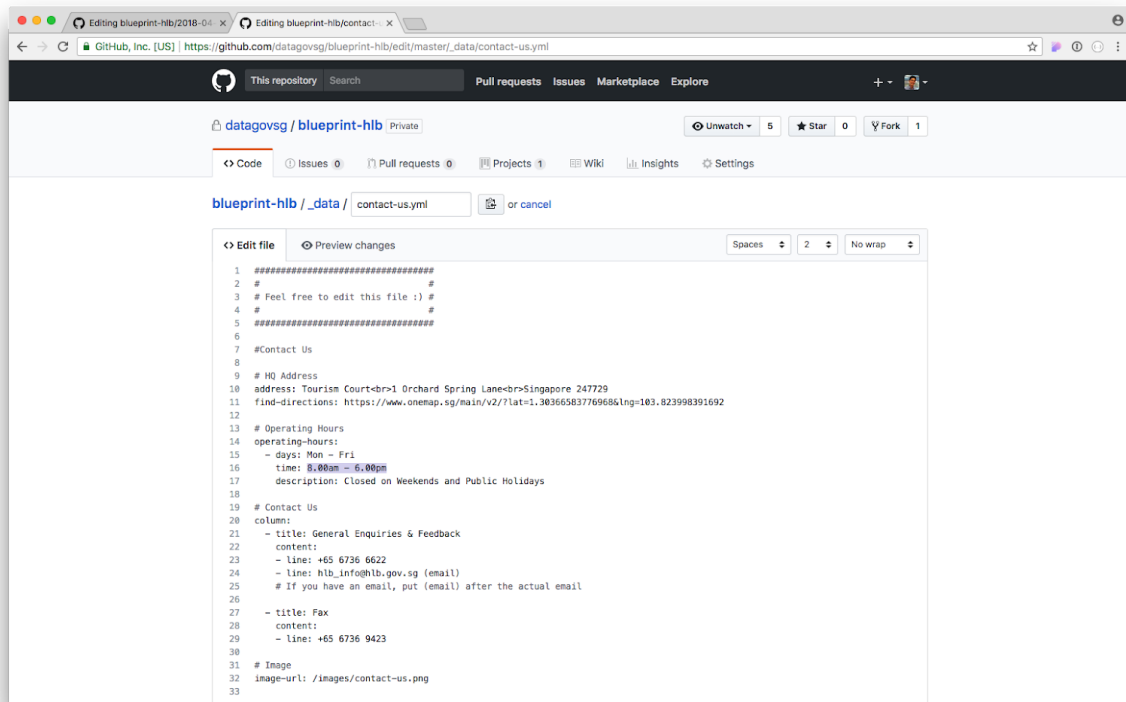 Editing blueprint-hlb/2018-04
Editing blueprint-hlb/contact-
GitHub, Inc. [US] https://github.com/datagovsg/blueprint-hlb/edit/master/_data/contact-us.yml
This repository Search Pull requests Issues Marketplace Explore
datagovsg / blueprint-hlb Private Unwatch 5 Star 0 Fork 1
<> Code Issues 0 Pull requests 0 Projects 1 Wiki Insights Settings
blueprint-hlb / _data / contact-us.yml or cancel
<> Edit file Preview changes Spaces 2 No wrap
1 ##################################
2 # #
3 # Feel free to edit this file :) #
4 # #
5 ##################################
6
7 #Contact Us
8
9 # HQ Address
10 address: Tourism Court<br>1 Orchard Spring Lane<br>Singapore 247729
11 find-directions: https://www.onemap.sg/main/v2/?lat=1.30366583776968&lng=103.823998391692
12
13 # Operating Hours
14 operating-hours:
15 - days: Mon - Fri
16 time: 8.00am - 6.00pm
17 description: Closed on Weekends and Public Holidays
18
19 # Contact Us
20 column:
21 - title: General Enquiries & Feedback
22 content:
23 - line: +65 6736 6622
24 - line: hlb_info@hlb.gov.sg (email)
25 # If you have an email, put (email) after the actual email
26
27 - title: Fax
28 content:
29 - line: +65 6736 9423
30
31 # Image
32 image-url: /images/contact-us.png
33